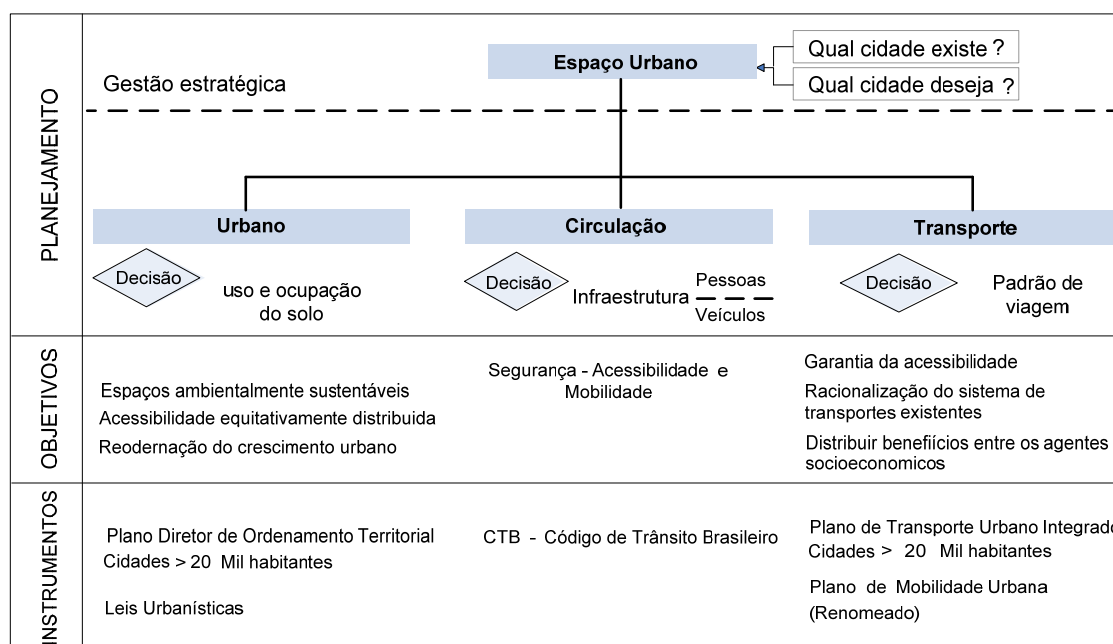 PLANEJAMENTO
Gestão estratégica
Espaço Urbano
Qual cidade existe ?
Qual cidade deseja ?
Urbano
Decisão
uso e ocupação
do solo
Circulação
Decisão
Infraestrutura
Pessoas
Veículos
Transporte
Decisão
Padrão de
viagem
OBJETIVOS
Espaços ambientalmente sustentáveis
Acessibilidade equitativamente distribuida
Reodernação do crescimento urbano
Segurança - Acessibilidade e
Mobilidade
Garantia da acessibilidade
Racionalização do sistema de
transportes existentes
Distribuir benefiícios entre os agentes
socioeconomicos
INSTRUMENTOS
Plano Diretor de Ordenamento Territorial
Cidades > 20 Mil habitantes
Leis Urbanísticas
CTB - Código de Trânsito Brasileiro
Plano de Transporte Urbano Integrado
Cidades > 20 Mil habitantes
Plano de Mobilidade Urbana
(Renomeado)